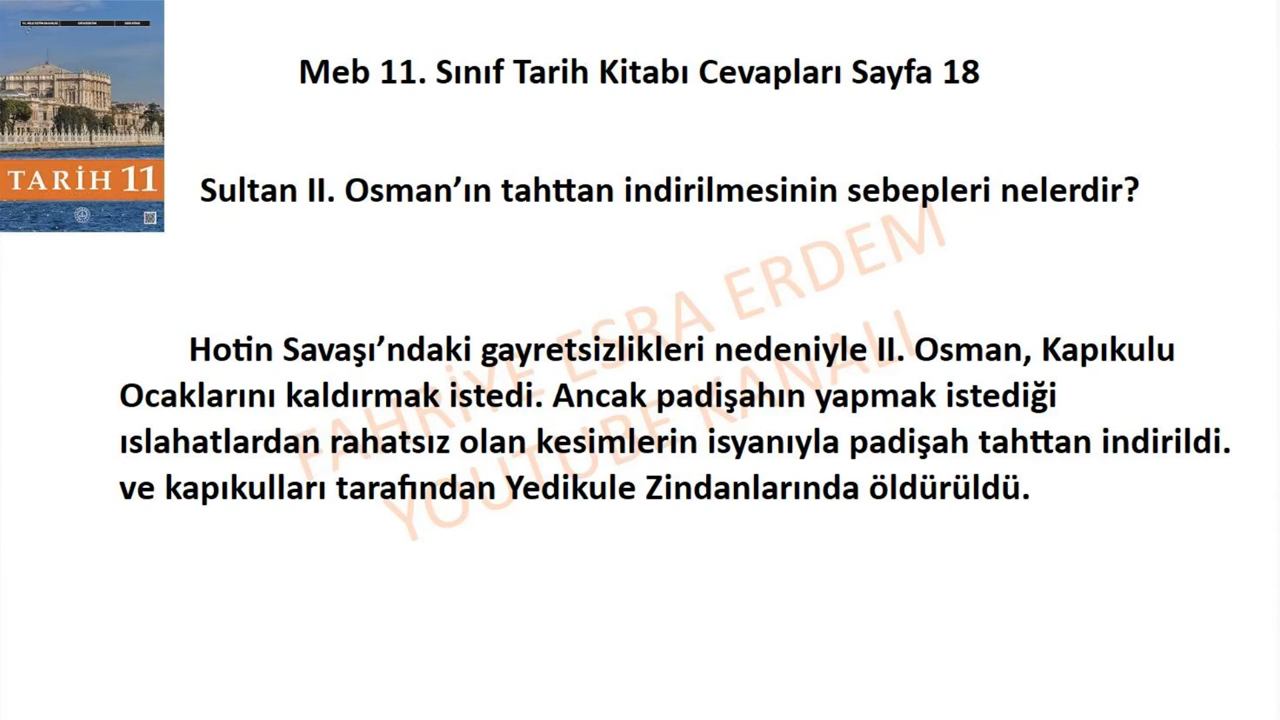 Meb 11. Sınıf Tarih Kitabı Cevapları Sayfa 18
TARİH 11
Sultan II. Osman’ın tahttan indirilmesinin sebepleri nelerdir?
Hotin Savaşı’ndaki gayretsizlikleri nedeniyle II. Osman, Kapıkulu
Ocaklarını kaldırmak istedi. Ancak padişahın yapmak istediği
ıslahatlardan rahatsız olan kesimlerin isyanıyla padişah tahttan indirildi.
ve kapıkulları tarafından Yedikule Zindanlarında öldürüldü.
FAHRİYE ESRA ERDEM
YOUTUBE KANALI